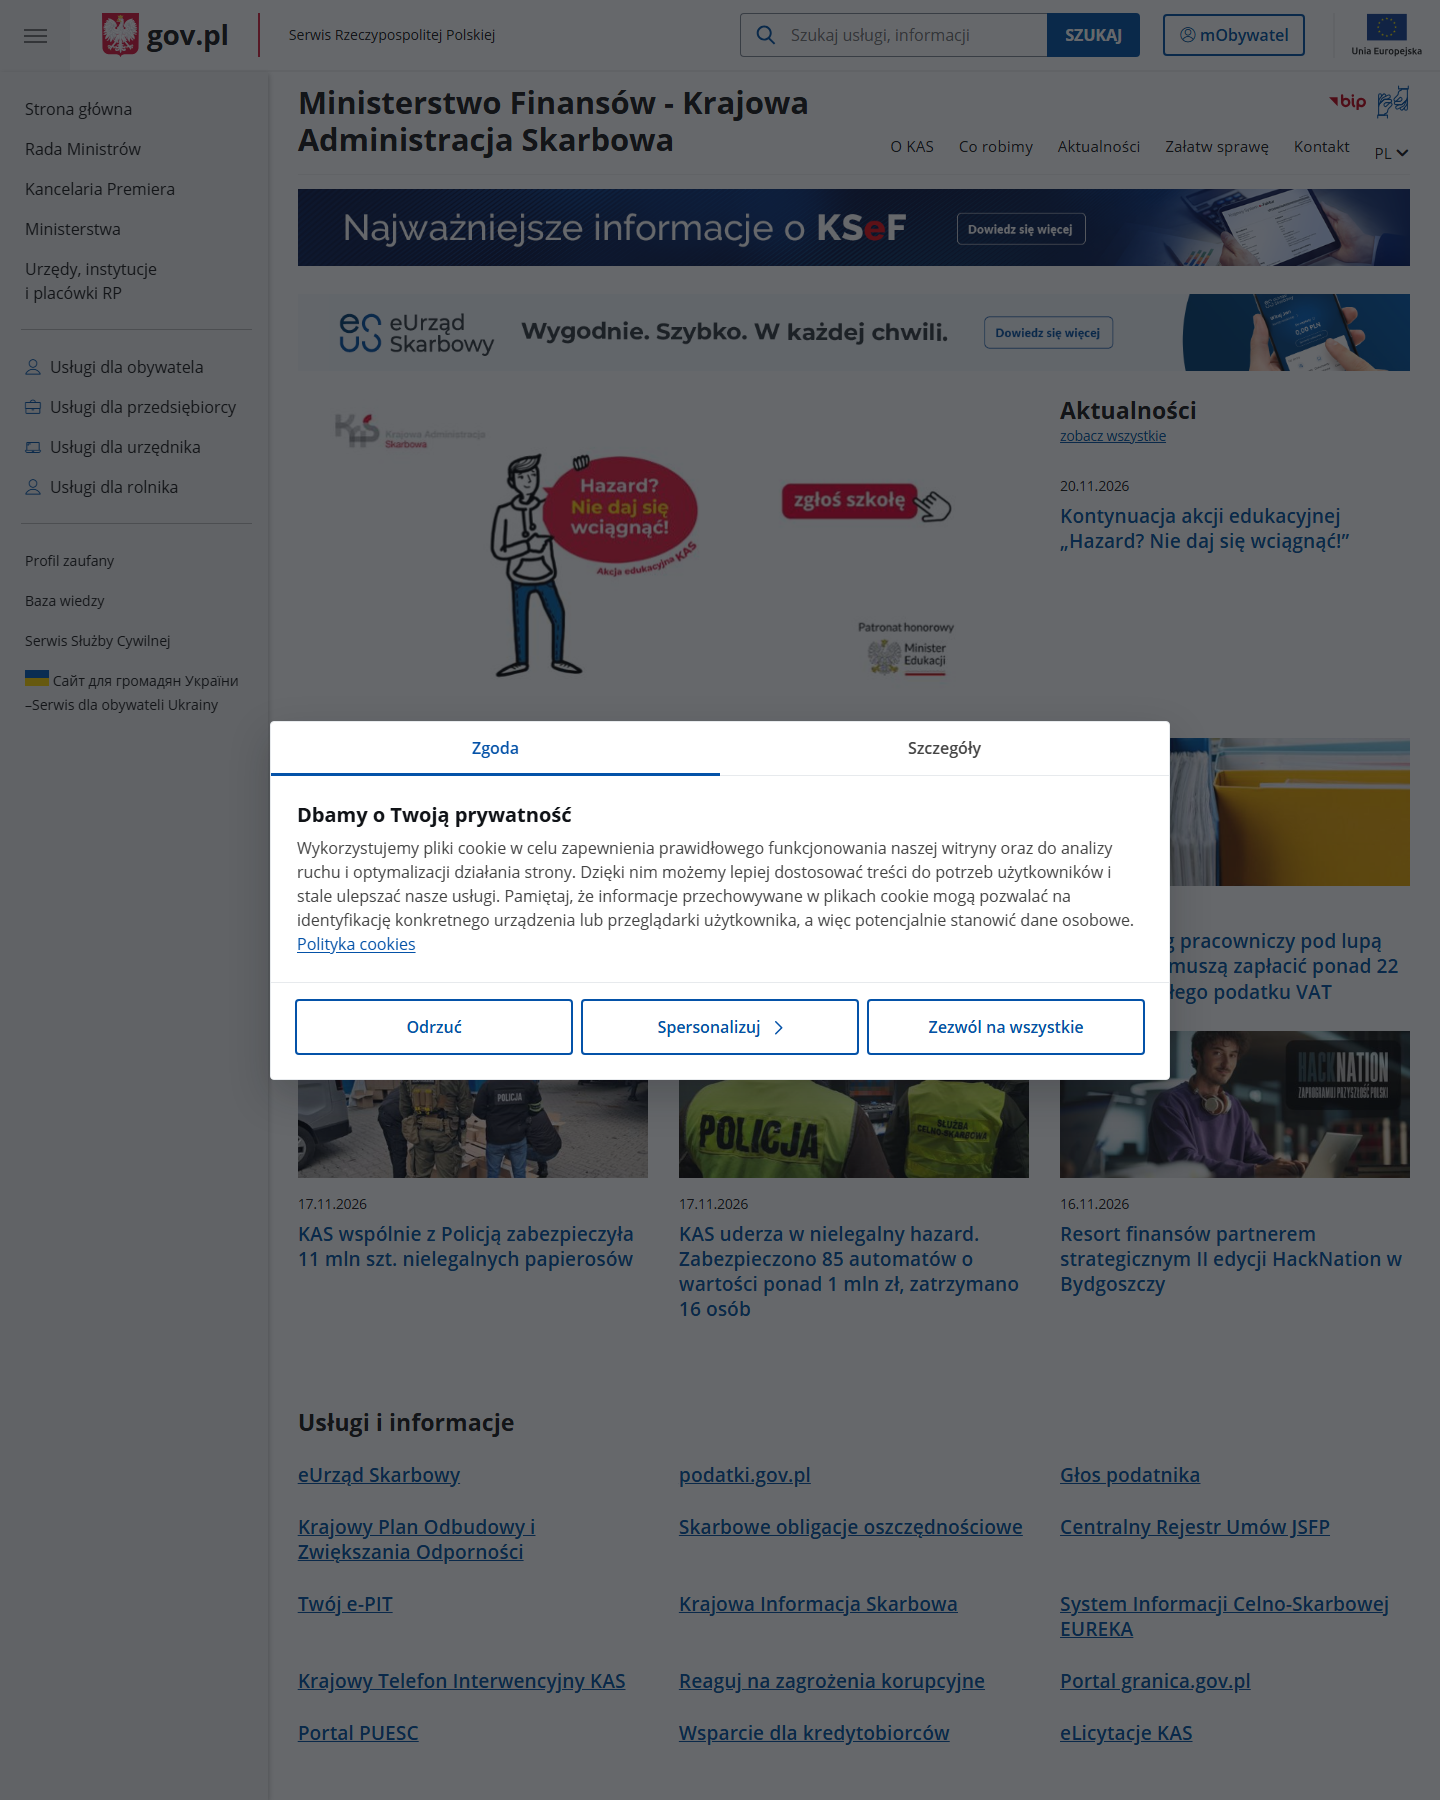 gov.pl
Serwis Rzeczypospolitej Polskiej
Szukaj usługi, informacji
SZUKAJ
mObywatel
Unia Europejska
Strona główna
Rada Ministrów
Kancelaria Premiera
Ministerstwa
Urzędy, instytucje
i placówki RP
Usługi dla obywatela
Usługi dla przedsiębiorcy
Usługi dla urzędnika
Usługi dla rolnika
Profil zaufany
Baza wiedzy
Serwis Służby Cywilnej
Сайт для громадян України
–Serwis dla obywateli Ukrainy
Ministerstwo Finansów - Krajowa
Administracja Skarbowa
bip
O KAS
Co robimy
Aktualności
Załatw sprawę
Kontakt
PL
Najważniejsze informacje o KSeF
Dowiedz się więcej
eUrząd
Skarbowy
Wygodnie. Szybko. W każdej chwili.
Dowiedz się więcej
KAS
Krajowa Administracja
Skarbowa
Hazard?
Nie daj się
wciągnąć!
Akcja edukacyjna KAS
zgłoś szkołę
Patronat honorowy
Minister
Edukacji
Aktualności
zobacz wszystkie
20.11.2026
Kontynuacja akcji edukacyjnej
„Hazard? Nie daj się wciągnąć!”
Zgoda
Szczegóły
Dbamy o Twoją prywatność
Wykorzystujemy pliki cookie w celu zapewnienia prawidłowego funkcjonowania naszej witryny oraz do analizy
ruchu i optymalizacji działania strony. Dzięki nim możemy lepiej dostosować treści do potrzeb użytkowników i
stale ulepszać nasze usługi. Pamiętaj, że informacje przechowywane w plikach cookie mogą pozwalać na
identyfikację konkretnego urządzenia lub przeglądarki użytkownika, a więc potencjalnie stanowić dane osobowe.
Polityka cookies
Odrzuć
Spersonalizuj
Zezwól na wszystkie
pracowniczy pod lupą
muszą zapłacić ponad 22
podatku VAT
POLICJA
POLICJA
SŁUŻBA
CELNO-SKARBOWA
HACKNATION
ZAPROGRAMUJ PRZYSZŁOŚĆ POLSKI
17.11.2026
KAS wspólnie z Policją zabezpieczyła
11 mln szt. nielegalnych papierosów
17.11.2026
KAS uderza w nielegalny hazard.
Zabezpieczono 85 automatów o
wartości ponad 1 mln zł, zatrzymano
16 osób
16.11.2026
Resort finansów partnerem
strategicznym II edycji HackNation w
Bydgoszczy
Usługi i informacje
eUrząd Skarbowy
podatki.gov.pl
Głos podatnika
Krajowy Plan Odbudowy i
Zwiększania Odporności
Skarbowe obligacje oszczędnościowe
Centralny Rejestr Umów JSFP
Twój e-PIT
Krajowa Informacja Skarbowa
System Informacji Celno-Skarbowej
EUREKA
Krajowy Telefon Interwencyjny KAS
Reaguj na zagrożenia korupcyjne
Portal granica.gov.pl
Portal PUESC
Wsparcie dla kredytobiorców
eLicytacje KAS